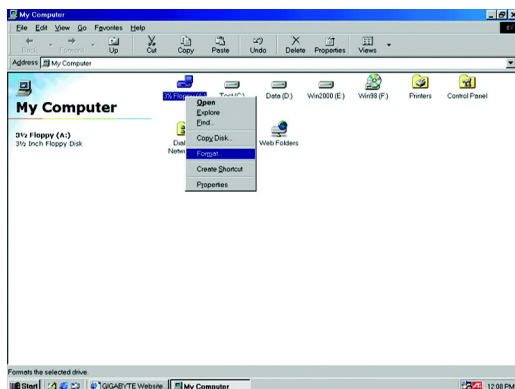 My Computer
File Edit View Go Favorites Help
Back Forward Up Cut Copy Paste Undo Delete Properties Views
Address My Computer
My Computer
3½ Floppy (A:)
3½ Inch Floppy Disk
3½ Floppy (A:) Data (D:) Win2000 (E:) Win98 (F:) Printers Control Panel
Web Folders
Open
Explore
Find...
Copy Disk...
Format...
Create Shortcut
Properties
Formats the selected drive.
Start GIGABYTE Website My Computer 12:08 PM